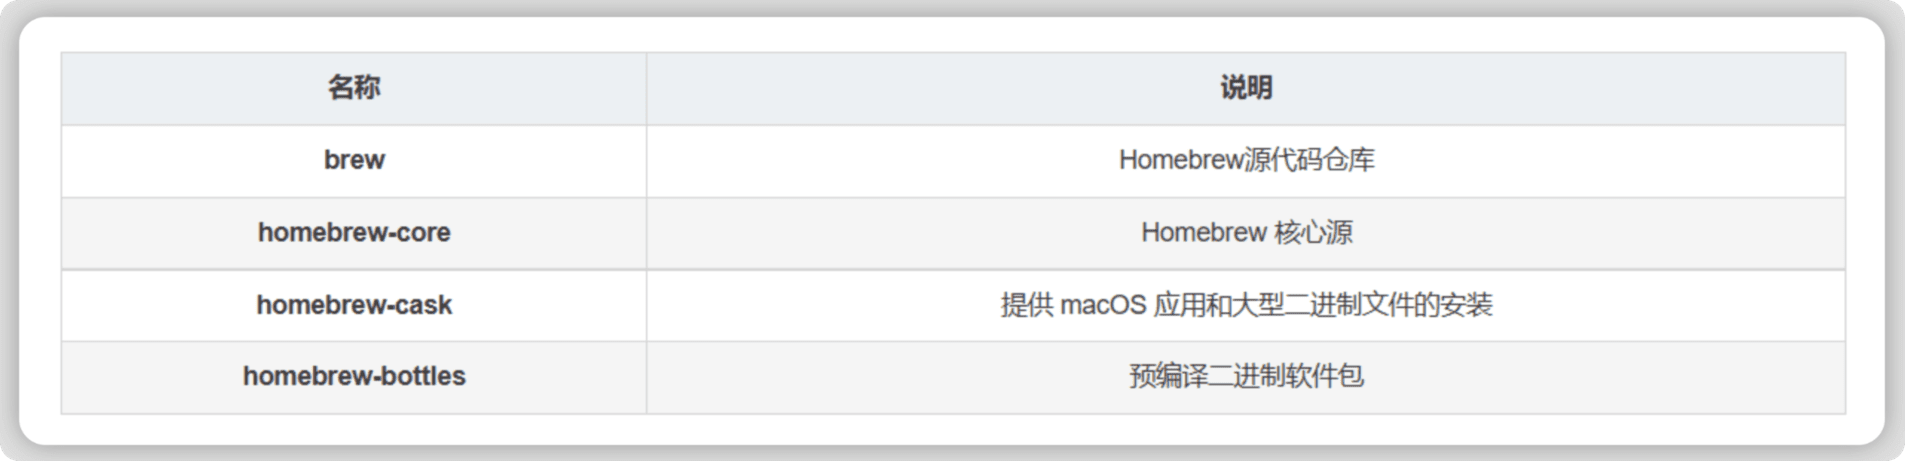 名称 说明
brew Homebrew源代码仓库
homebrew-core Homebrew 核心源
homebrew-cask 提供 macOS 应用和大型二进制文件的安装
homebrew-bottles 预编译二进制软件包